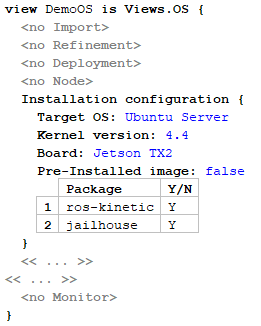 view DemoOS is Views.OS {
<no Import>
<no Refinement>
<no Deployment>
<no Node>
Installation configuration {
Target OS: Ubuntu Server
Kernel version: 4.4
Board: Jetson TX2
Pre-Installed image: false
Package Y/N
1 ros-kinetic Y
2 jailhouse Y
}
<< ... >>
<< ... >>
<no Monitor>
}